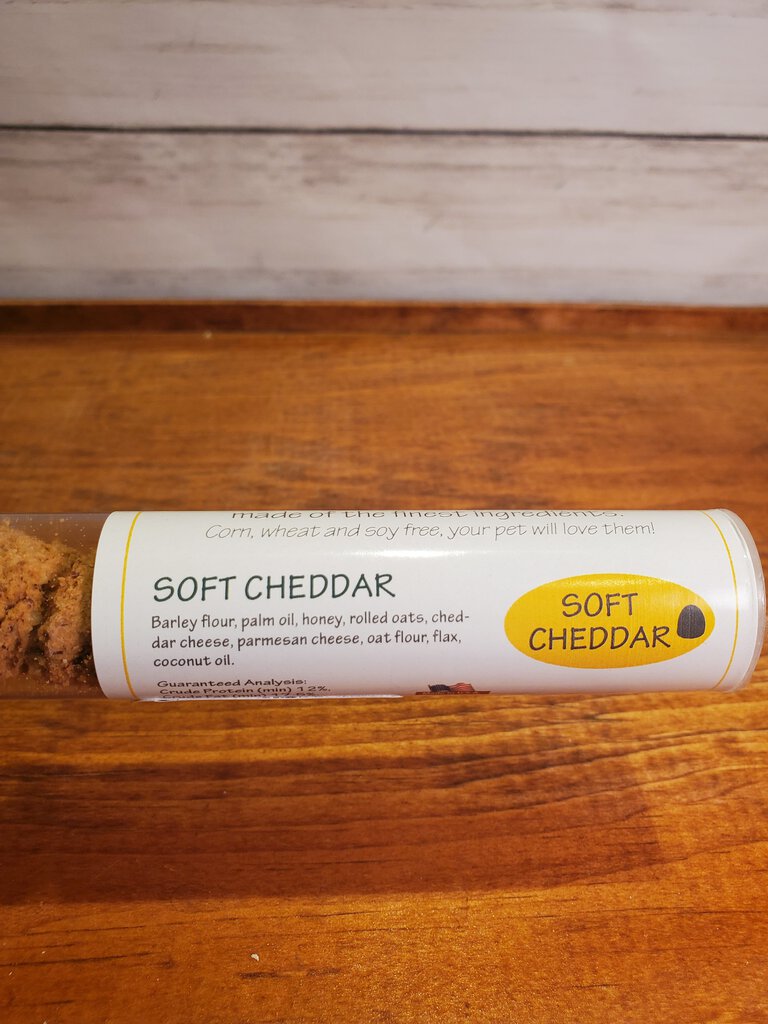 made of the finest ingredients.
Corn, wheat and soy free, your pet will love them!
SOFT CHEDDAR
Barley flour, palm oil, honey, rolled oats, ched-
dar cheese, parmesan cheese, oat flour, flax,
coconut oil.
Guaranteed Analysis:
Crude Protein (min) 12%,
SOFT
CHEDDAR